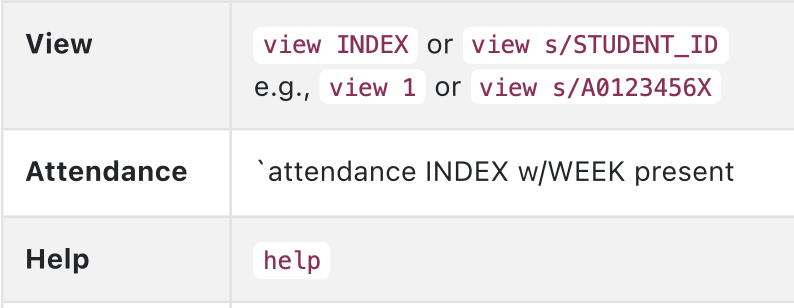 View
view INDEX or view s/STUDENT_ID
e.g., view 1 or view s/A0123456X
Attendance
`attendance INDEX w/WEEK present
Help
help